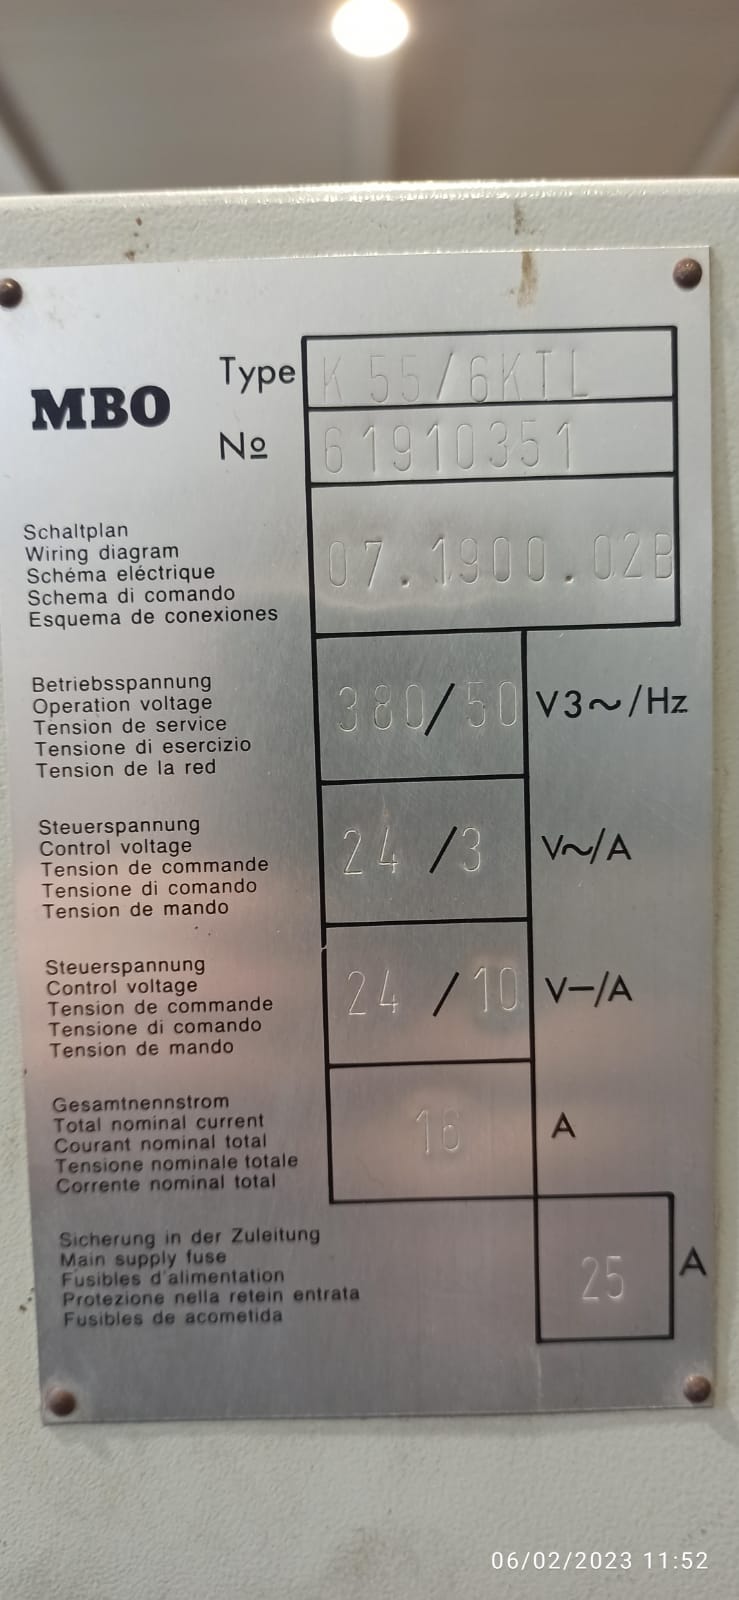 MBO
Type K 55/6KTL
No 61910351
Schaltplan
Wiring diagram
Schéma eléctrique
Schema di comando
Esquema de conexiones
07.1900.02B
Betriebsspannung
Operation voltage
Tension de service
Tensione di esercizio
Tension de la red
380/50 V3~/Hz
Steuerspannung
Control voltage
Tension de commande
Tensione di comando
Tension de mando
24 /3 V~/A
Steuerspannung
Control voltage
Tension de commande
Tensione di comando
Tension de mando
24 /10 V—/A
Gesamtnennstrom
Total nominal current
Courant nominal total
Tensione nominale totale
Corrente nominal total
16 A
Sicherung in der Zuleitung
Main supply fuse
Fusibles d'alimentation
Protezione nella retein entrata
Fusibles de acometida
25 A
06/02/2023 11:52